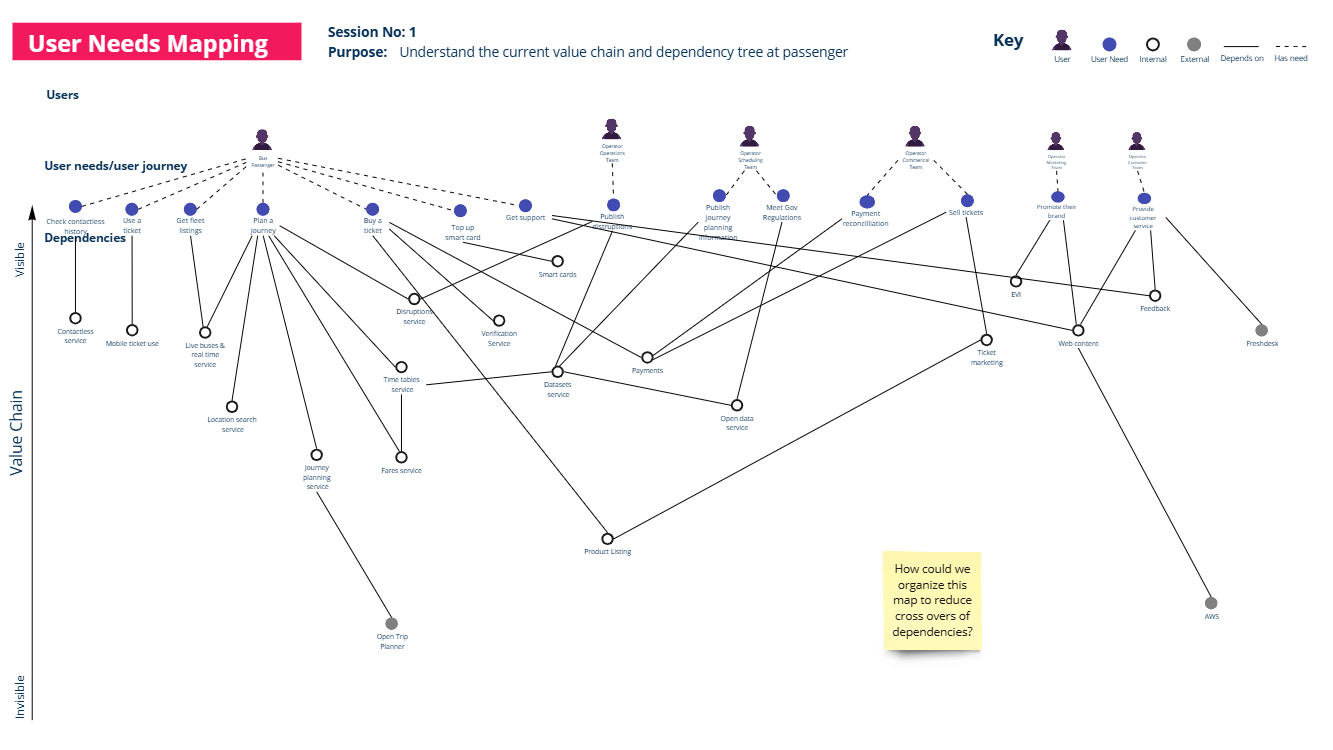 User Needs Mapping
Session No: 1
Purpose: Understand the current value chain and dependency tree at passenger
Key
User
User Need
Internal
External
Depends on
Has need
Users
Bus
Passenger
Operator
Operations
Team
Operator
Scheduling
Team
Operator
Commerical
Team
Operator
Marketing
Team
Operator
Customer
Team
User needs/user journey
Check contactless
history
Use a
ticket
Get fleet
listings
Plan a
journey
Buy a
ticket
Top up
smart card
Get support
Publish
disruptions
Publish
journey
planning
information
Meet Gov
Regulations
Payment
reconcilliation
Sell tickets
Promote their
brand
Provide
customer
service
Dependencies
Visible
Value Chain
Invisible
Smart cards
EVI
Feedback
Disruptions
service
Contactless
service
Mobile ticket use
Live buses &
real time
service
Verification
Service
Web content
Freshdesk
Ticket
marketing
Payments
Time tables
service
Datasets
service
Location search
service
Open data
service
Journey
planning
service
Fares service
Product Listing
How could we
organize this
map to reduce
cross overs of
dependencies?
AWS
Open Trip
Planner